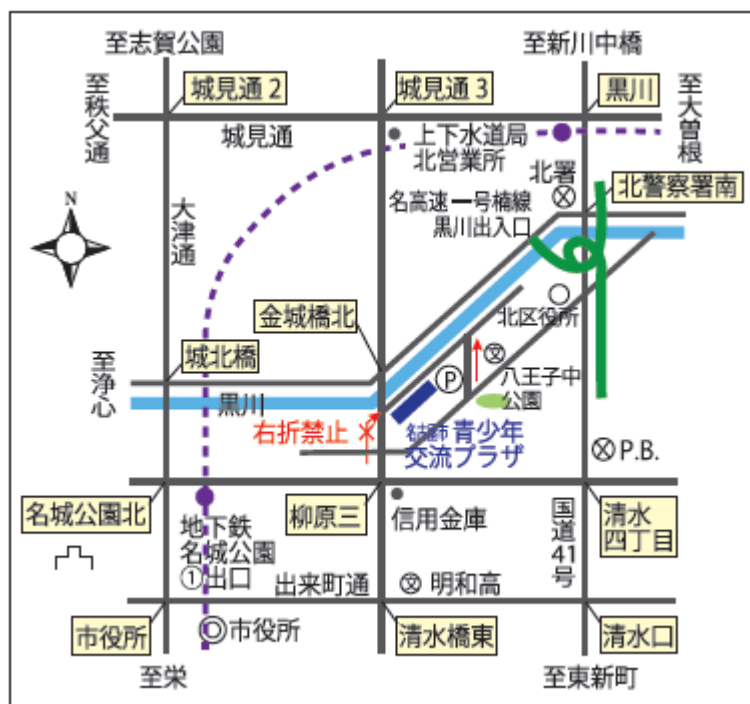 至志賀公園
至新川中橋
至秩父通
城見通2
城見通3
黒川
至大曽根
城見通
上下水道局
北営業所
北署
北警察署南
N
大津通
名高速一号楠線
黒川出入口
金城橋北
北区役所
至浄心
城北橋
P
文
八王子中
公園
黒川
右折禁止
青少年
交流プラザ
P.B.
名城公園北
地下鉄
名城公園
①出口
柳原三
信用金庫
国道41号
清水
四丁目
出来町通
文
明和高
市役所
市役所
清水橋東
清水口
至栄
至東新町